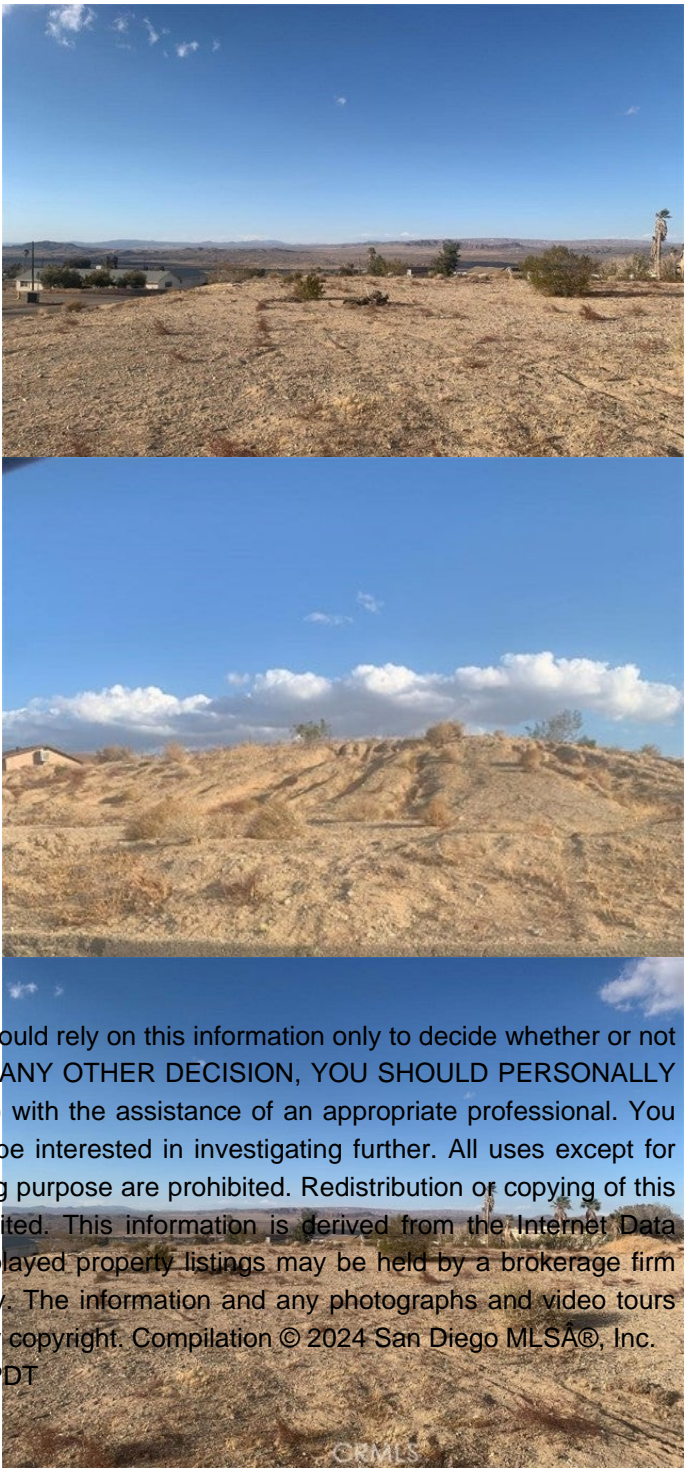 ould rely on this information only to decide whether or not
ANY OTHER DECISION, YOU SHOULD PERSONALLY
with the assistance of an appropriate professional. You
be interested in investigating further. All uses except for
g purpose are prohibited. Redistribution or copying of this
ited. This information is derived from the Internet Data
layed property listings may be held by a brokerage firm
y. The information and any photographs and video tours
copyright. Compilation © 2024 San Diego MLSÂ®, Inc.
PDT
CRMLS